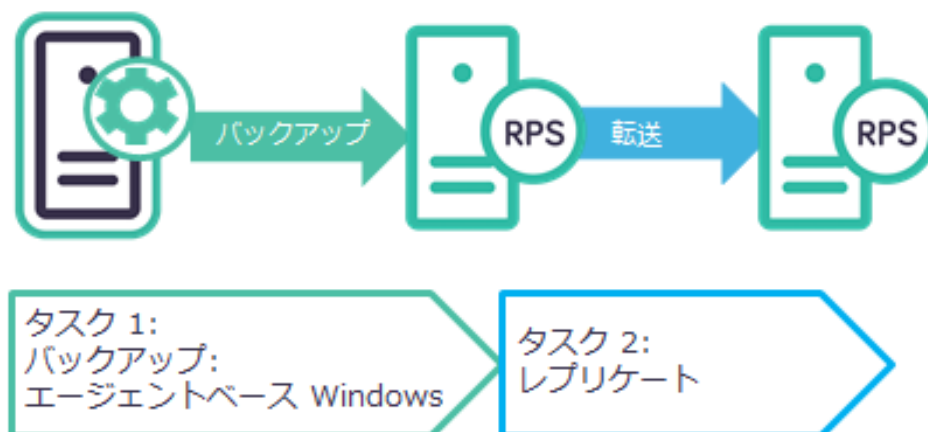 バックアップ
RPS
転送
RPS
タスク 1:
バックアップ:
エージェントベース Windows
タスク 2:
レプリケート